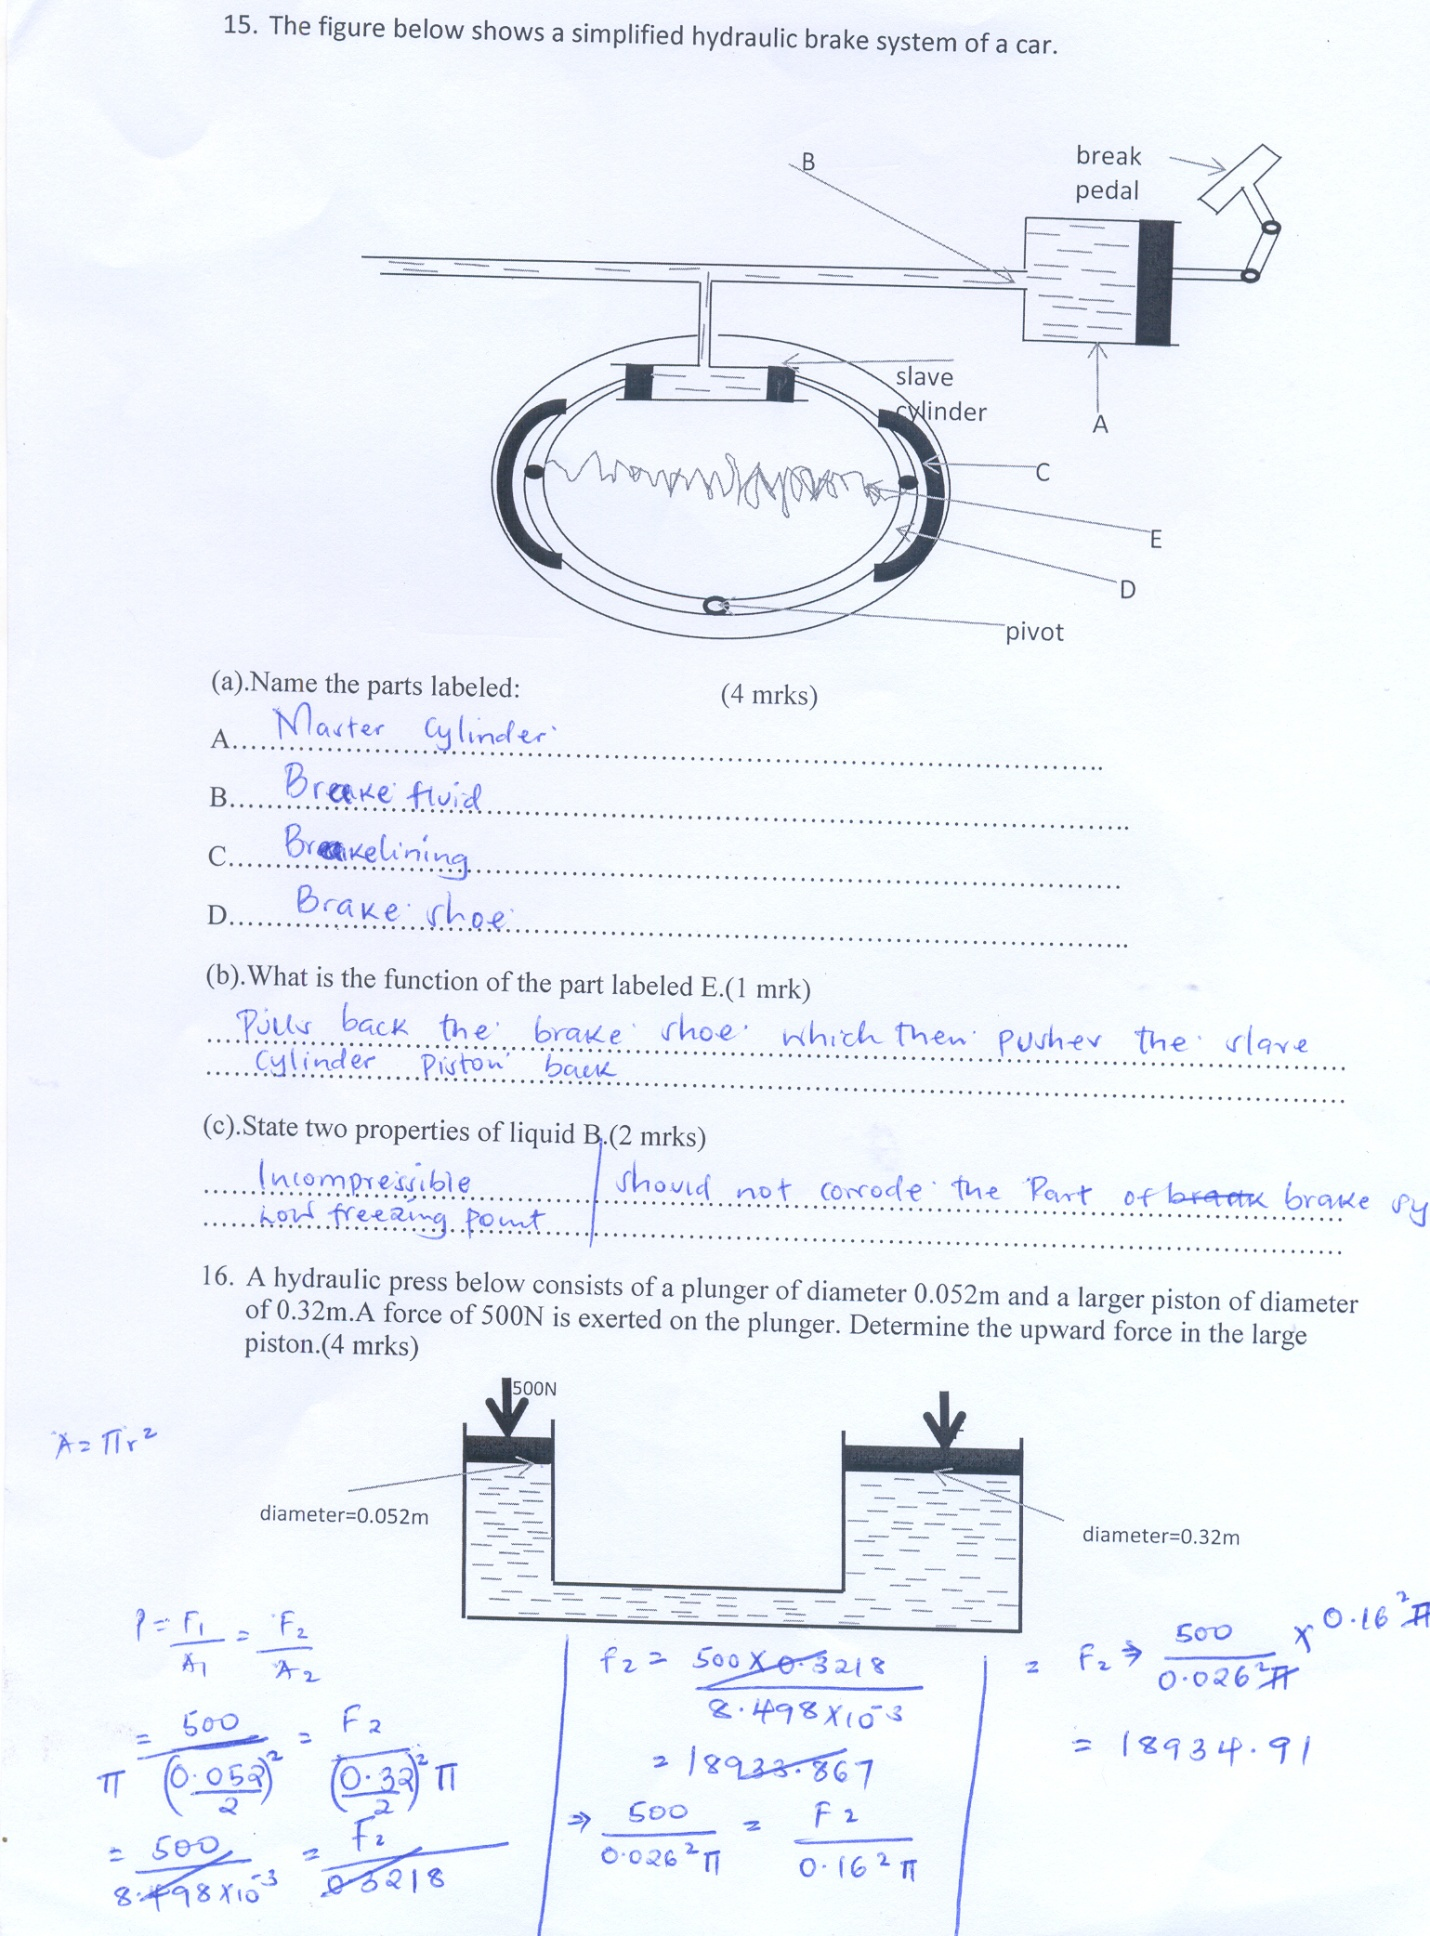 15. The figure below shows a simplified hydraulic brake system of a car.
B
break
pedal
slave
cylinder
A
C
E
D
pivot
(a).Name the parts labeled: (4 mrks)
A....Master cylinder
B....Breake fluid
C....Breakelining
D....Brake shoe
(b).What is the function of the part labeled E.(1 mrk)
Pulls back the brake shoe which then pushes the slave
cylinder piston back
(c).State two properties of liquid B.(2 mrks)
Incompressible | should not corrode the Part of brake sy
Low freezing point
16. A hydraulic press below consists of a plunger of diameter 0.052m and a larger piston of diameter
of 0.32m.A force of 500N is exerted on the plunger. Determine the upward force in the large
piston.(4 mrks)
500N
A = πr²
F
diameter=0.052m
diameter=0.32m
P = F₁/A₁ = F₂/A₂
= 500/π(0.052/2)² = F₂/(0.32/2)²π
= 500/8.498×10⁻³ = F₂/0.3218
F₂ = 500×0.3218/8.498×10⁻³
= 18933.867
⇒ 500/0.026²π = F₂/0.16²π
= F₂ ⇒ 500/0.026²π × 0.16²π
= 18934.91